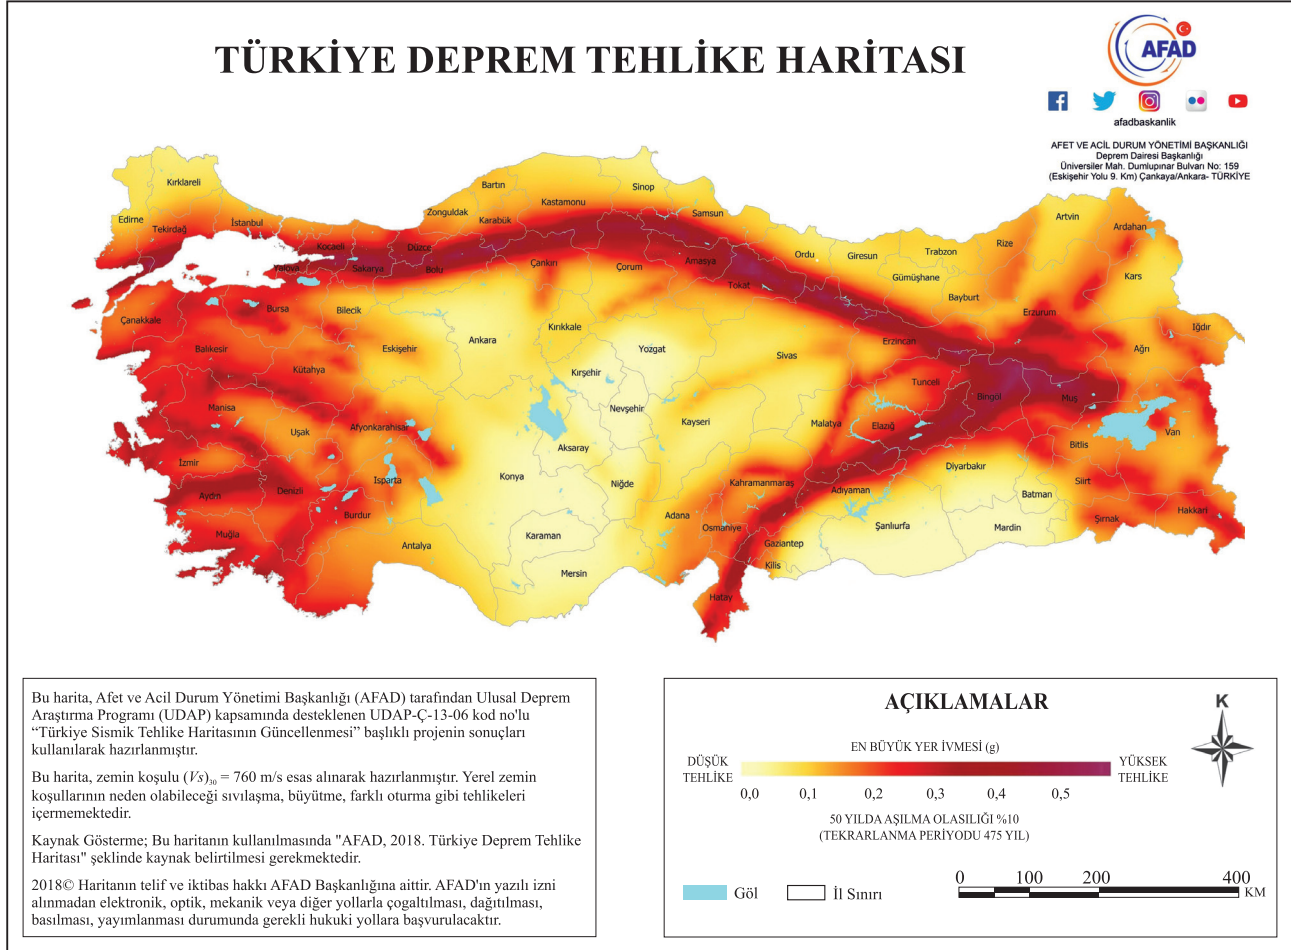 TÜRKİYE DEPREM TEHLİKE HARİTASI
AFAD
afadbaskanlik
AFET VE ACİL DURUM YÖNETİMİ BAŞKANLIĞI
Deprem Dairesi Başkanlığı
Üniversiler Mah. Dumlupınar Bulvarı No: 159
(Eskişehir Yolu 9. Km) Çankaya/Ankara- TÜRKİYE
Kırklareli
Edirne
Tekirdağ
İstanbul
Kocaeli
Yalova
Sakarya
Düzce
Bolu
Zonguldak
Bartın
Karabük
Kastamonu
Sinop
Samsun
Çankırı
Çorum
Amasya
Tokat
Ordu
Giresun
Trabzon
Gümüşhane
Bayburt
Rize
Artvin
Ardahan
Kars
Erzurum
Iğdır
Ağrı
Çanakkale
Bursa
Bilecik
Balıkesir
Kütahya
Eskişehir
Ankara
Kırıkkale
Yozgat
Kırşehir
Nevşehir
Sivas
Erzincan
Tunceli
Bingöl
Muş
Manisa
Uşak
Afyonkarahisar
Aksaray
Kayseri
Malatya
Elazığ
Bitlis
Van
İzmir
Aydın
Denizli
Isparta
Burdur
Konya
Niğde
Kahramanmaraş
Adıyaman
Diyarbakır
Batman
Siirt
Şırnak
Hakkari
Muğla
Antalya
Karaman
Mersin
Adana
Osmaniye
Gaziantep
Kilis
Hatay
Şanlıurfa
Mardin
Bu harita, Afet ve Acil Durum Yönetimi Başkanlığı (AFAD) tarafından Ulusal Deprem
Araştırma Programı (UDAP) kapsamında desteklenen UDAP-Ç-13-06 kod no'lu
“Türkiye Sismik Tehlike Haritasının Güncellenmesi” başlıklı projenin sonuçları
kullanılarak hazırlanmıştır.
Bu harita, zemin koşulu (Vs)30 = 760 m/s esas alınarak hazırlanmıştır. Yerel zemin
koşullarının neden olabileceği sıvılaşma, büyütme, farklı oturma gibi tehlikeleri
içermemektedir.
Kaynak Gösterme; Bu haritanın kullanılmasında "AFAD, 2018. Türkiye Deprem Tehlike
Haritası" şeklinde kaynak belirtilmesi gerekmektedir.
2018© Haritanın telif ve iktibas hakkı AFAD Başkanlığına aittir. AFAD'ın yazılı izni
alınmadan elektronik, optik, mekanik veya diğer yollarla çogaltılması, dağıtılması,
basılması, yayımlanması durumunda gerekli hukuki yollara başvurulacaktır.
AÇIKLAMALAR
K
EN BÜYÜK YER İVMESİ (g)
DÜŞÜK
TEHLİKE
YÜKSEK
TEHLİKE
0,0 0,1 0,2 0,3 0,4 0,5
50 YILDA AŞILMA OLASILIĞI %10
(TEKRARLANMA PERİYODU 475 YIL)
Göl
İl Sınırı
0 100 200 400
KM